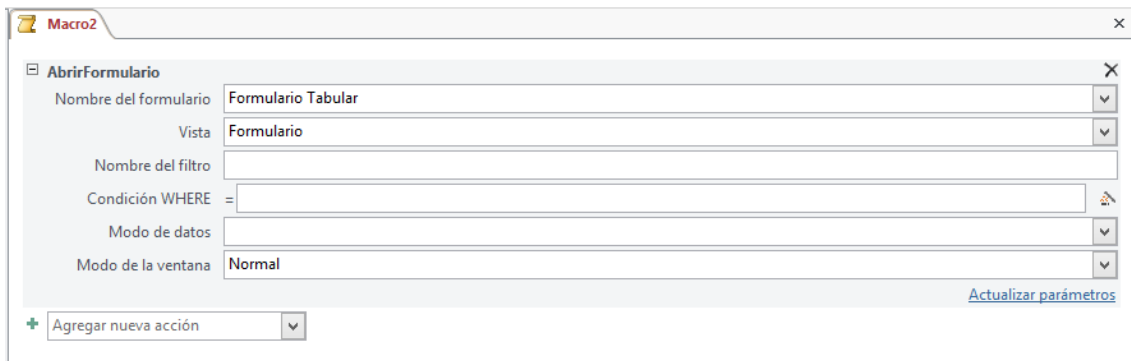 Macro2
AbrirFormulario
Nombre del formulario Formulario Tabular
Vista Formulario
Nombre del filtro
Condición WHERE =
Modo de datos
Modo de la ventana Normal
Actualizar parámetros
Agregar nueva acción